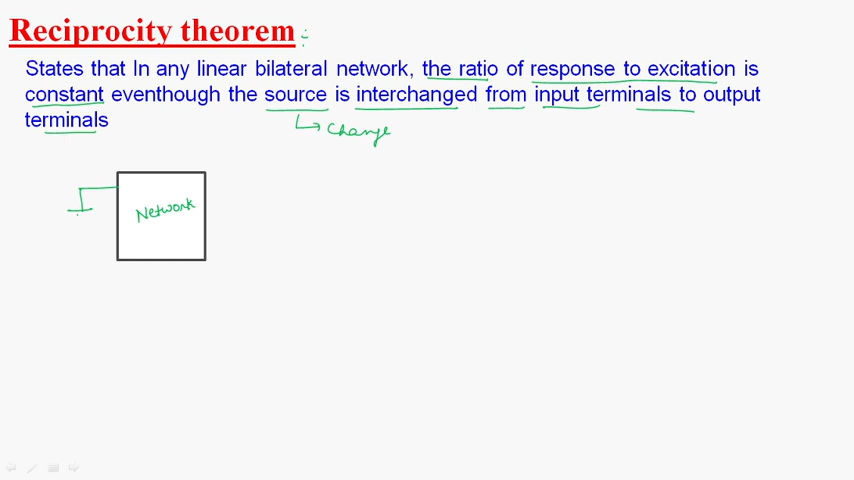 Reciprocity theorem :
States that In any linear bilateral network, the ratio of response to excitation is
constant eventhough the source is interchanged from input terminals to output
terminals
change
Network